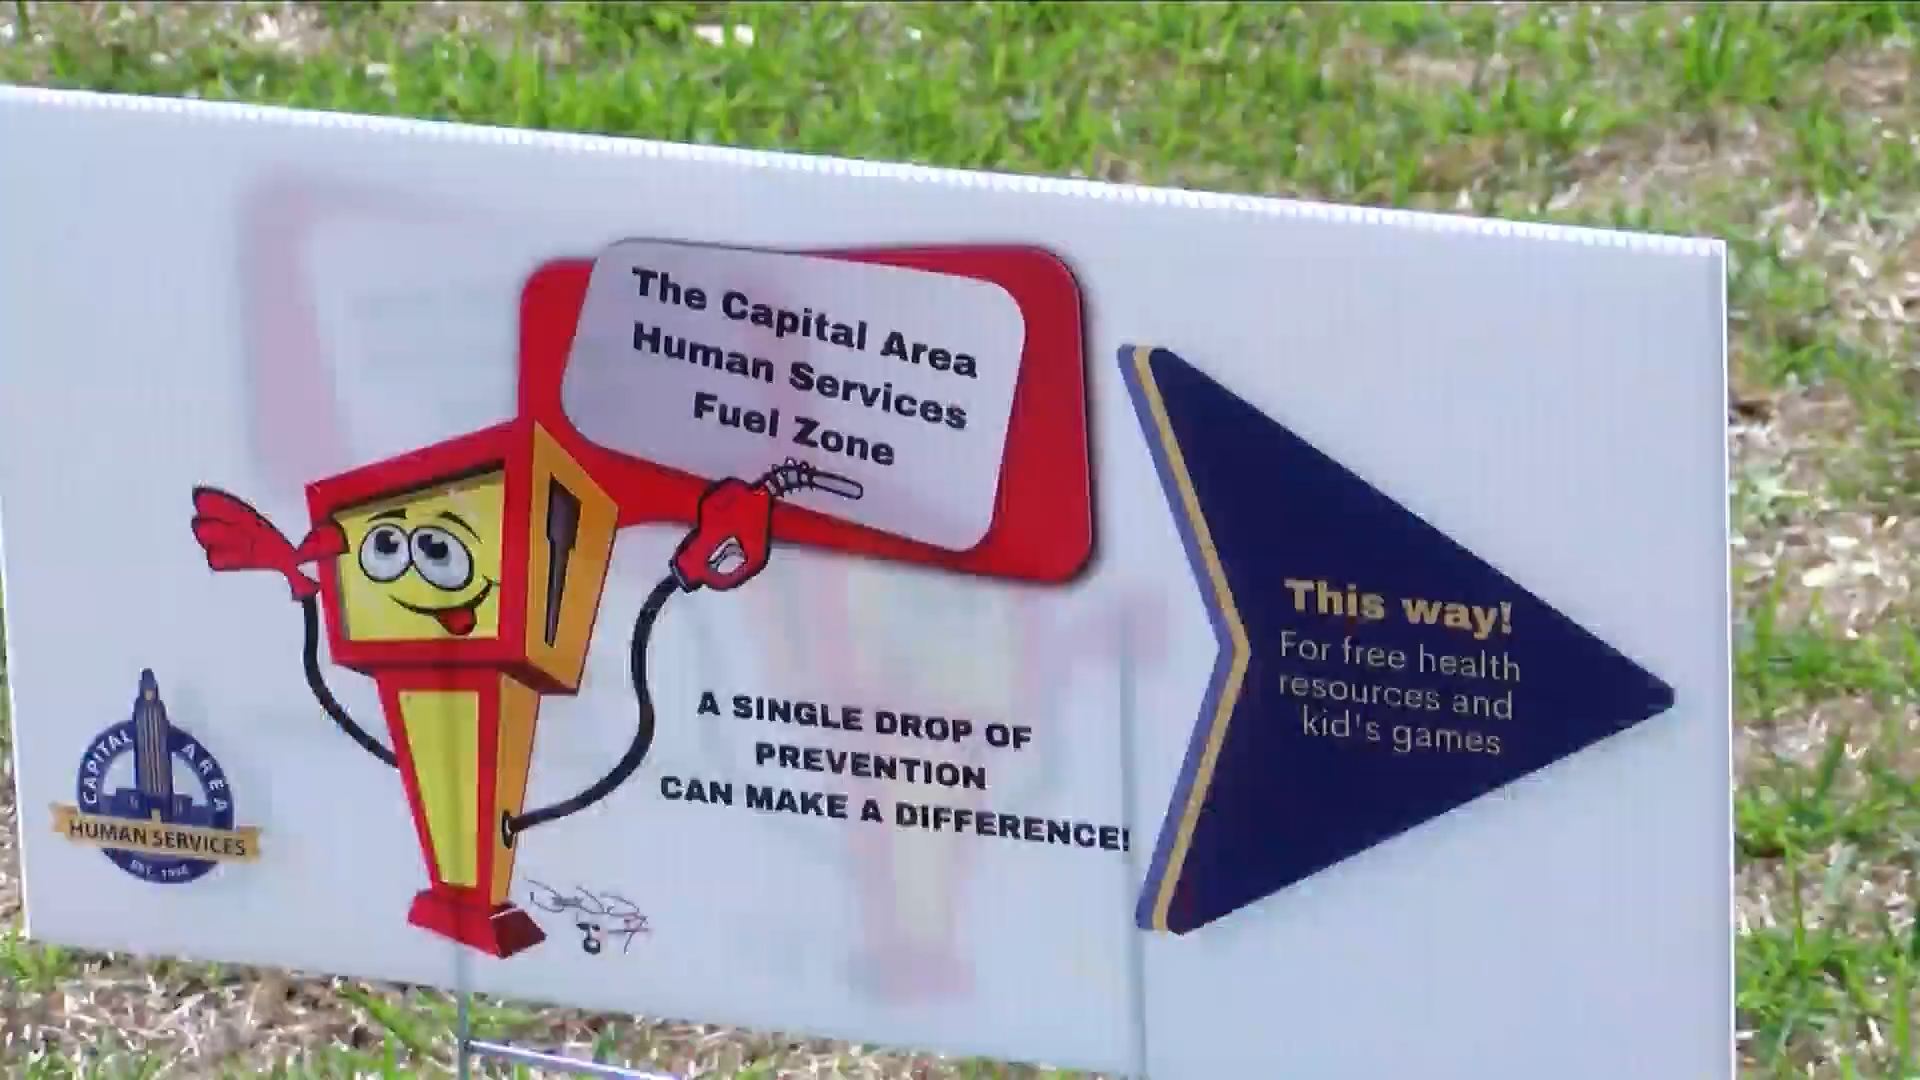 The Capital Area
Human Services
Fuel Zone
A SINGLE DROP OF
PREVENTION
CAN MAKE A DIFFERENCE!
This way!
For free health
resources and
kid's games
CAPITAL AREA
HUMAN SERVICES
EST.